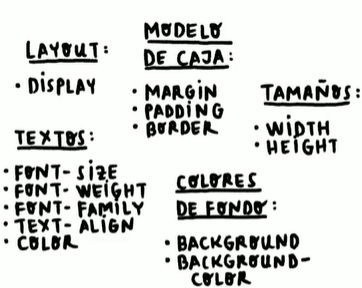 LAYOUT:
• DISPLAY
MODELO
DE CAJA:
• MARGIN
• PADDING
• BORDER
TAMAÑOS:
• WIDTH
• HEIGHT
TEXTOS:
• FONT-SIZE
• FONT-WEIGHT
• FONT-FAMILY
• TEXT-ALIGN
• COLOR
COLORES
DE FONDO:
• BACKGROUND
• BACKGROUND-
COLOR